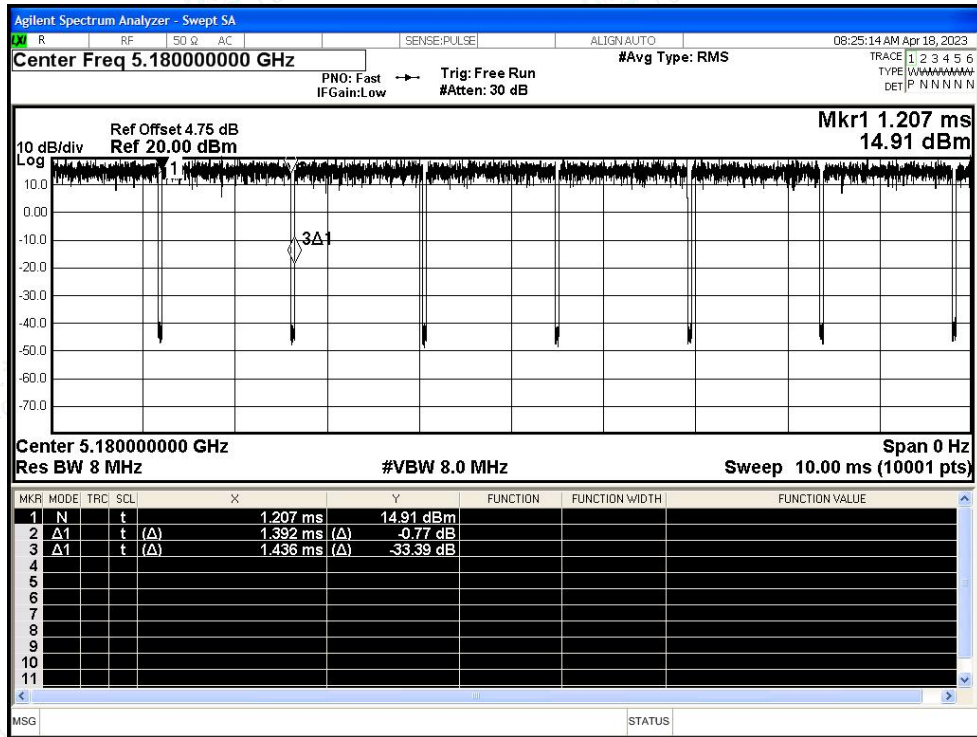 Agilent Spectrum Analyzer - Swept SA
LXI R RF 50 Ω AC SENSE:PULSE ALIGN AUTO 08:25:14 AM Apr 18, 2023
Center Freq 5.180000000 GHz #Avg Type: RMS TRACE 1 2 3 4 5 6
PNO: Fast Trig: Free Run TYPE WWWWWW
IFGain:Low #Atten: 30 dB DET P N N N N N
Mkr1 1.207 ms
14.91 dBm
Ref Offset 4.75 dB
10 dB/div Ref 20.00 dBm
Log
1
10.0
0.00
-10.0
3Δ1
-20.0
-30.0
-40.0
-50.0
-60.0
-70.0
Center 5.180000000 GHz Span 0 Hz
Res BW 8 MHz #VBW 8.0 MHz Sweep 10.00 ms (10001 pts)
MKR MODE TRC SCL X Y FUNCTION FUNCTION WIDTH FUNCTION VALUE
1 N t 1.207 ms 14.91 dBm
2 Δ1 t (Δ) 1.392 ms (Δ) -0.77 dB
3 Δ1 t (Δ) 1.436 ms (Δ) -33.39 dB
4
5
6
7
8
9
10
11
MSG STATUS